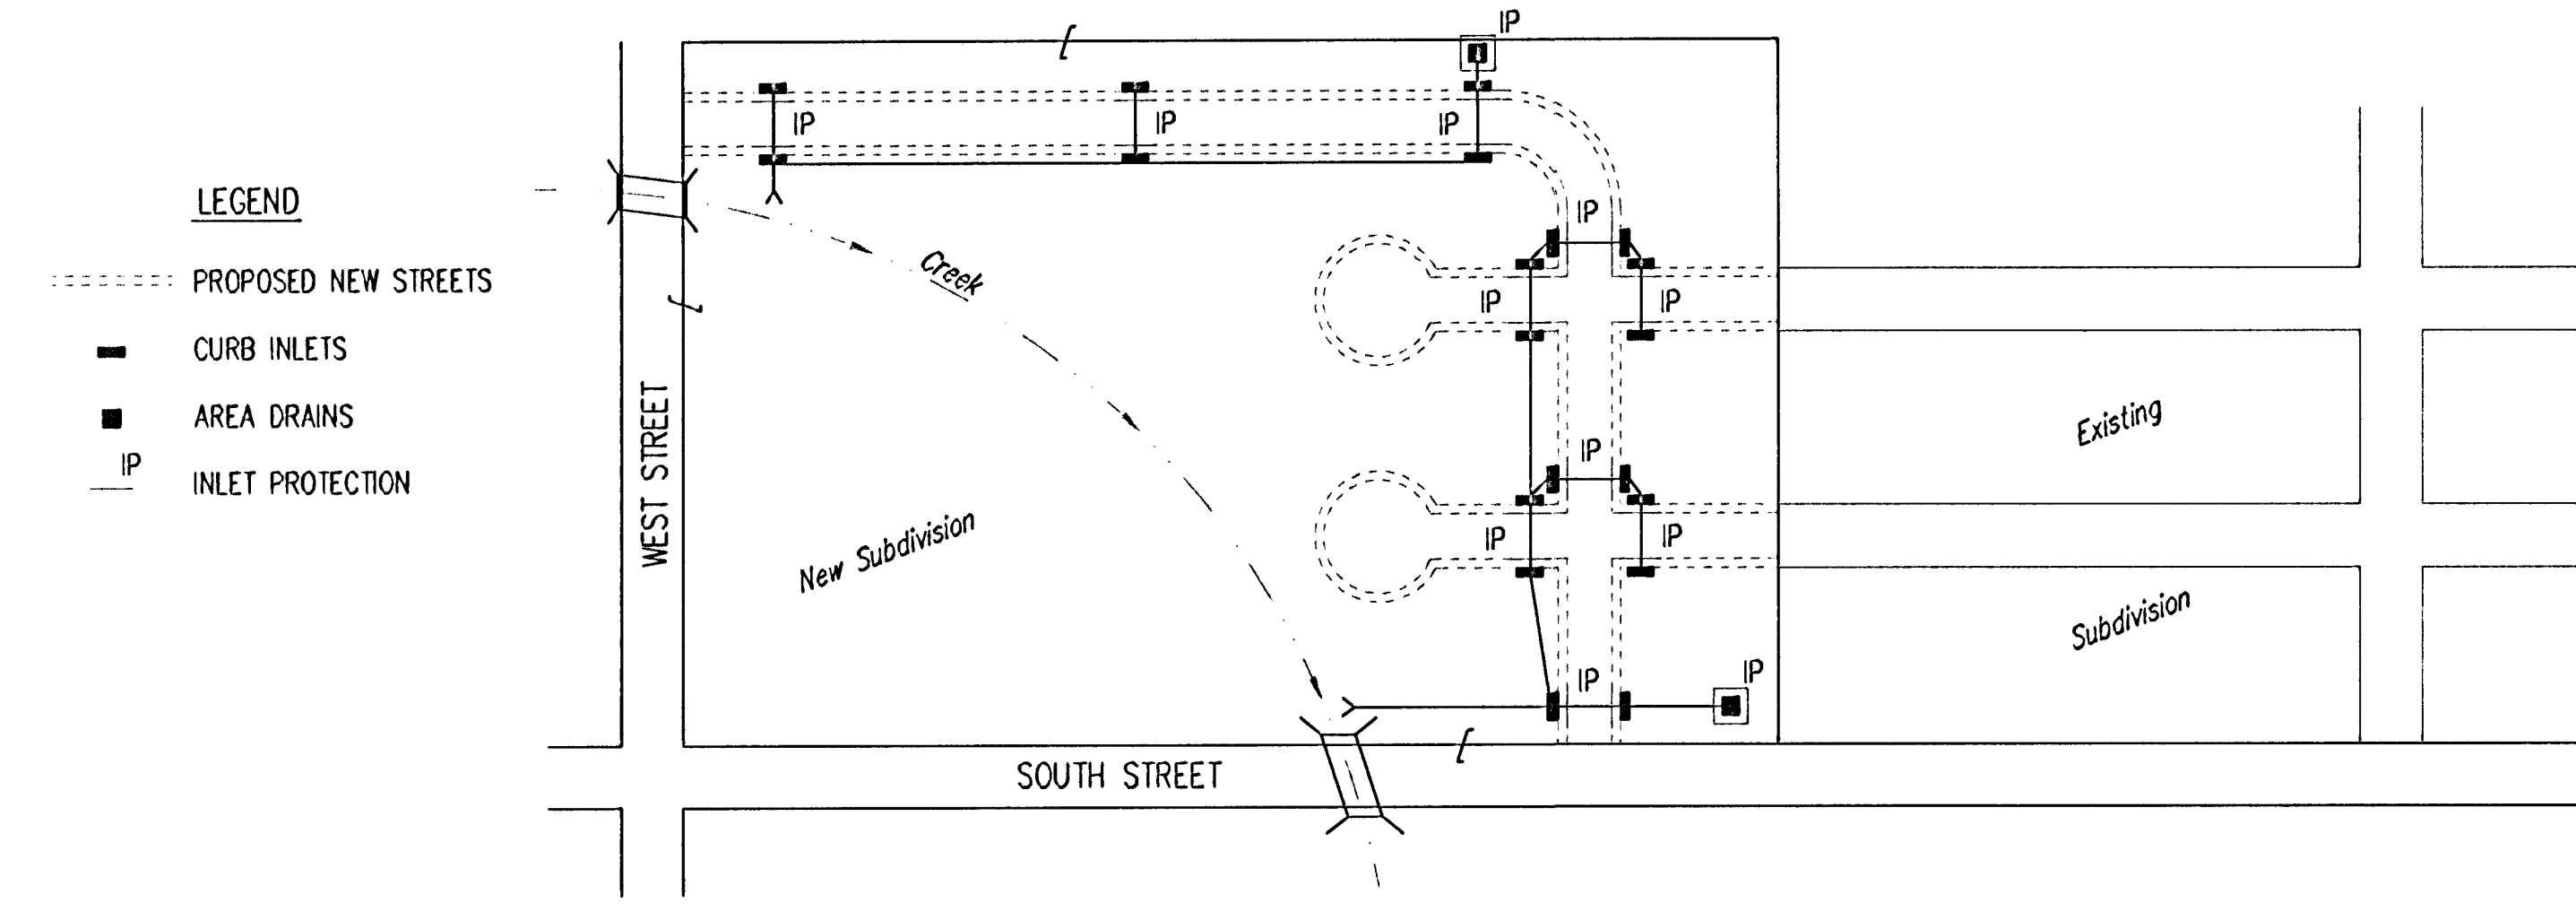 IP
IP
IP
IP
LEGEND
IP
PROPOSED NEW STREETS
Creek
IP
IP
CURB INLETS
AREA DRAINS
Existing
IP
IP
INLET PROTECTION
WEST STREET
New Subdivision
IP
IP
Subdivision
IP
IP
SOUTH STREET